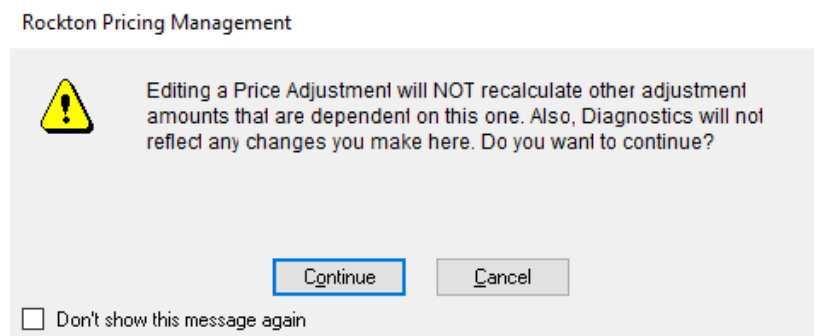 Rockton Pricing Management
Editing a Price Adjustment will NOT recalculate other adjustment
amounts that are dependent on this one. Also, Diagnostics will not
reflect any changes you make here. Do you want to continue?
Continue
Cancel
Don't show this message again